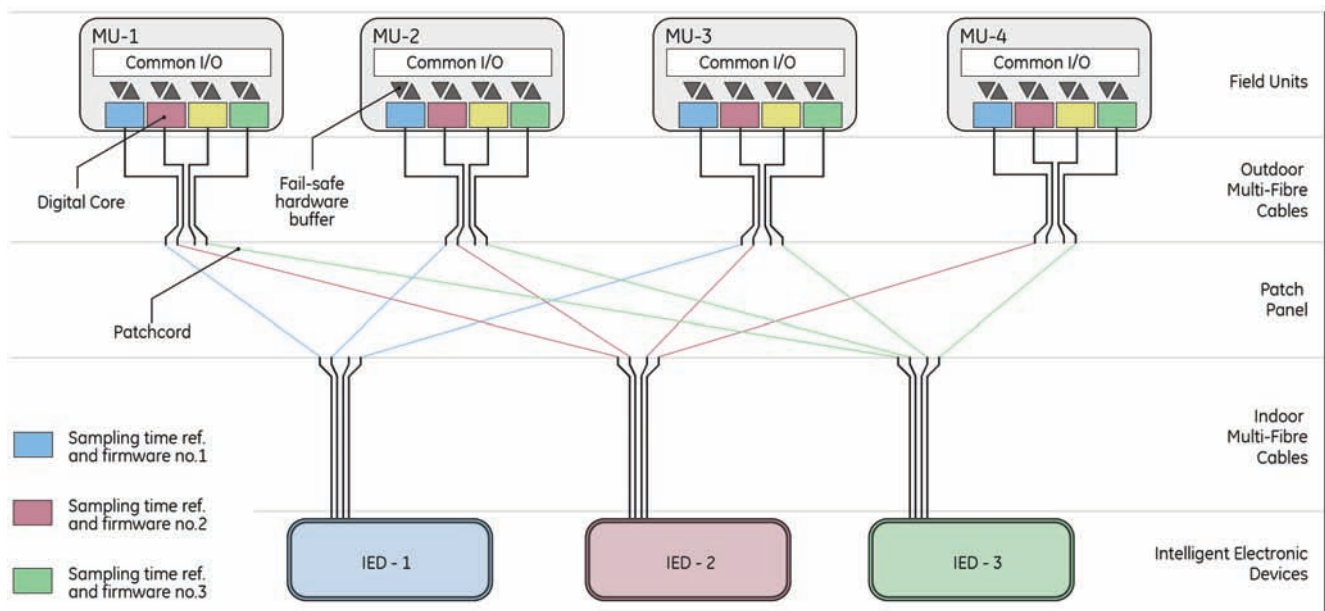 MU-1
MU-2
MU-3
MU-4
Common I/O
Common I/O
Common I/O
Common I/O
Field Units
Digital Core
Fail-safe
hardware
buffer
Outdoor
Multi-Fibre
Cables
Patchcord
Patch
Panel
Indoor
Multi-Fibre
Cables
Sampling time ref.
and firmware no.1
Sampling time ref.
and firmware no.2
Sampling time ref.
and firmware no.3
IED - 1
IED - 2
IED - 3
Intelligent Electronic
Devices